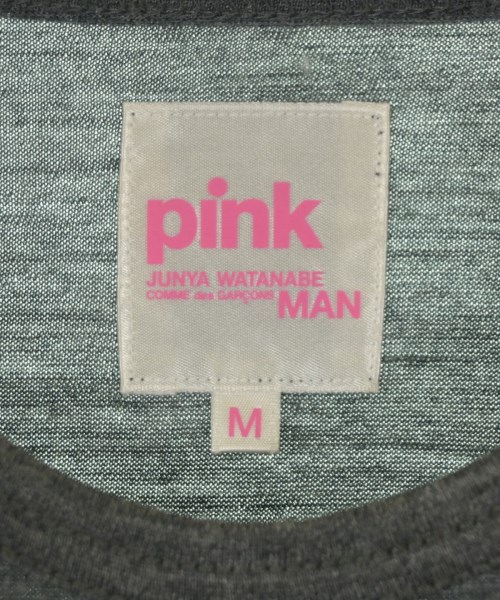 pink
JUNYA WATANABE
COMME des GARÇONS MAN
M